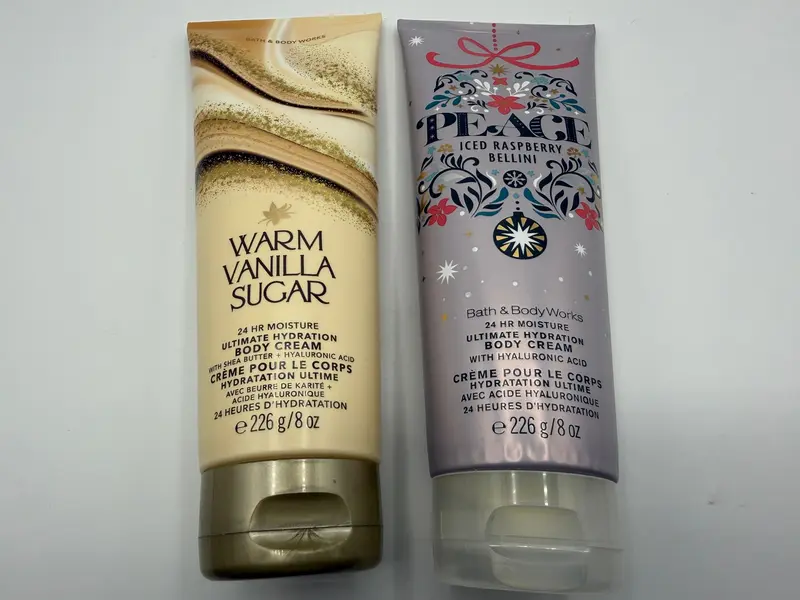 BATH & BODY WORKS
WARM
VANILLA
SUGAR
24 HR MOISTURE
ULTIMATE HYDRATION
BODY CREAM
WITH SHEA BUTTER + HYALURONIC ACID
CRÈME POUR LE CORPS
HYDRATATION ULTIME
AVEC BEURRE DE KARITÉ +
ACIDE HYALURONIQUE
24 HEURES D'HYDRATATION
e 226 g/8 oz
PEACE
ICED RASPBERRY
BELLINI
Bath & Body Works
24 HR MOISTURE
ULTIMATE HYDRATION
BODY CREAM
WITH HYALURONIC ACID
CRÈME POUR LE CORPS
HYDRATATION ULTIME
AVEC ACIDE HYALURONIQUE
24 HEURES D'HYDRATATION
e 226 g/8 oz